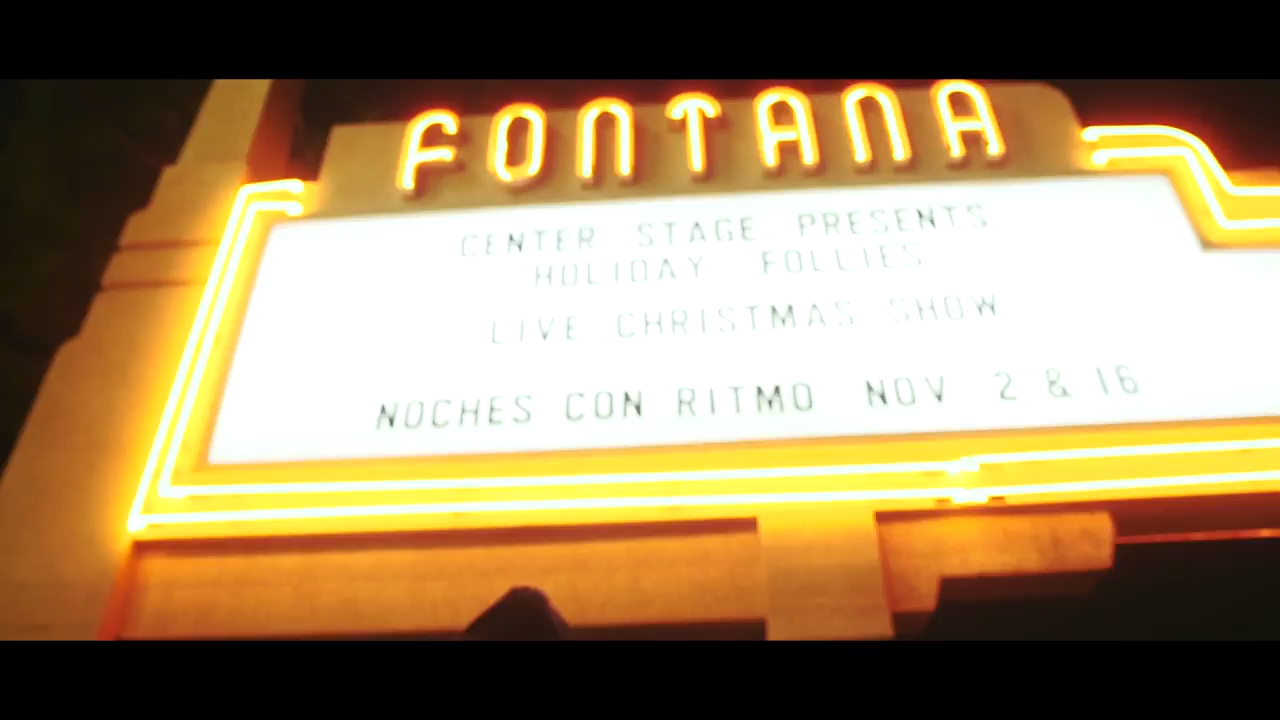 FONTANA
CENTER STAGE PRESENTS
HOLIDAY FOLLIES
LIVE CHRISTMAS SHOW
NOCHES CON RITMO NOV 2 & 16